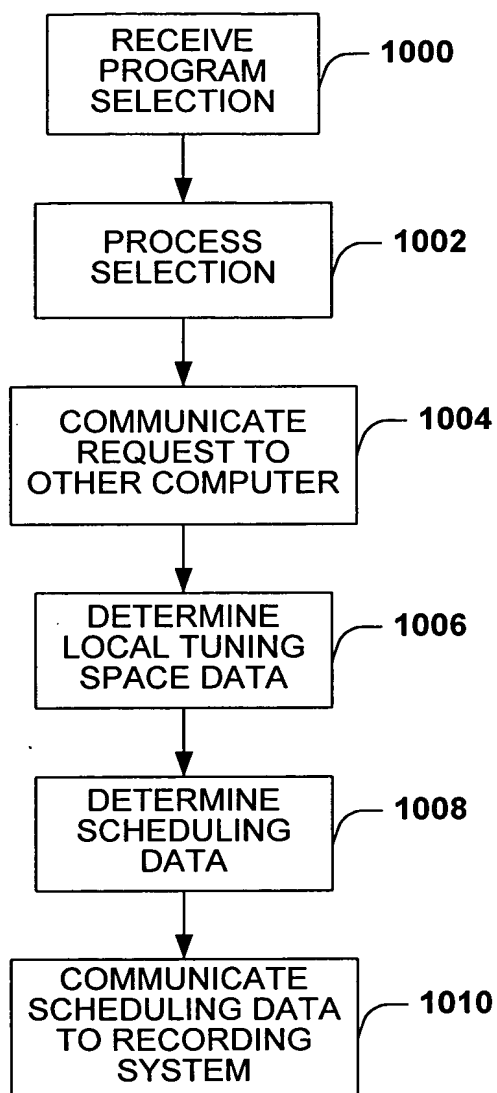 RECEIVE
PROGRAM
SELECTION
1000
PROCESS
SELECTION
1002
COMMUNICATE
REQUEST TO
OTHER COMPUTER
1004
DETERMINE
LOCAL TUNING
SPACE DATA
1006
DETERMINE
SCHEDULING
DATA
1008
COMMUNICATE
SCHEDULING DATA
TO RECORDING
SYSTEM
1010